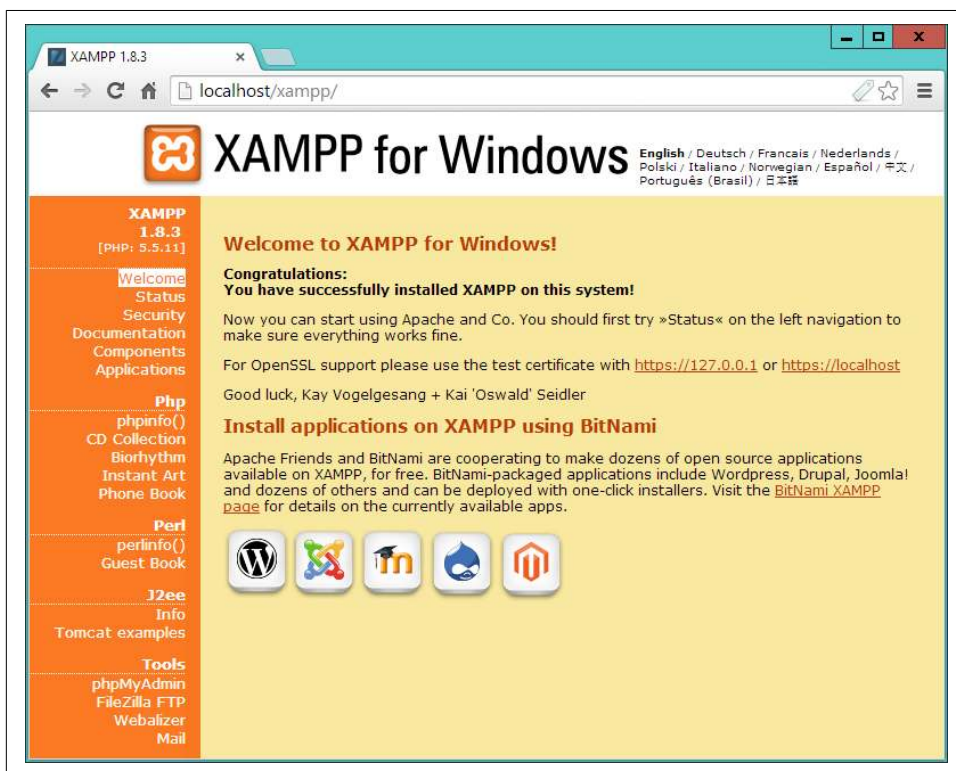 XAMPP 1.8.3
localhost/xampp/
XAMPP for Windows
English / Deutsch / Francais / Nederlands /
Polski / Italiano / Norwegian / Español / 中文 /
Português (Brasil) / 日本語
XAMPP
1.8.3
[PHP: 5.5.11]
Welcome
Status
Security
Documentation
Components
Applications
Php
phpinfo()
CD Collection
Biorhythm
Instant Art
Phone Book
Perl
perlinfo()
Guest Book
J2ee
Info
Tomcat examples
Tools
phpMyAdmin
FileZilla FTP
Webalizer
Mail
Welcome to XAMPP for Windows!
Congratulations:
You have successfully installed XAMPP on this system!
Now you can start using Apache and Co. You should first try »Status« on the left navigation to
make sure everything works fine.
For OpenSSL support please use the test certificate with https://127.0.0.1 or https://localhost
Good luck, Kay Vogelgesang + Kai 'Oswald' Seidler
Install applications on XAMPP using BitNami
Apache Friends and BitNami are cooperating to make dozens of open source applications
available on XAMPP, for free. BitNami-packaged applications include Wordpress, Drupal, Joomla!
and dozens of others and can be deployed with one-click installers. Visit the BitNami XAMPP
page for details on the currently available apps.